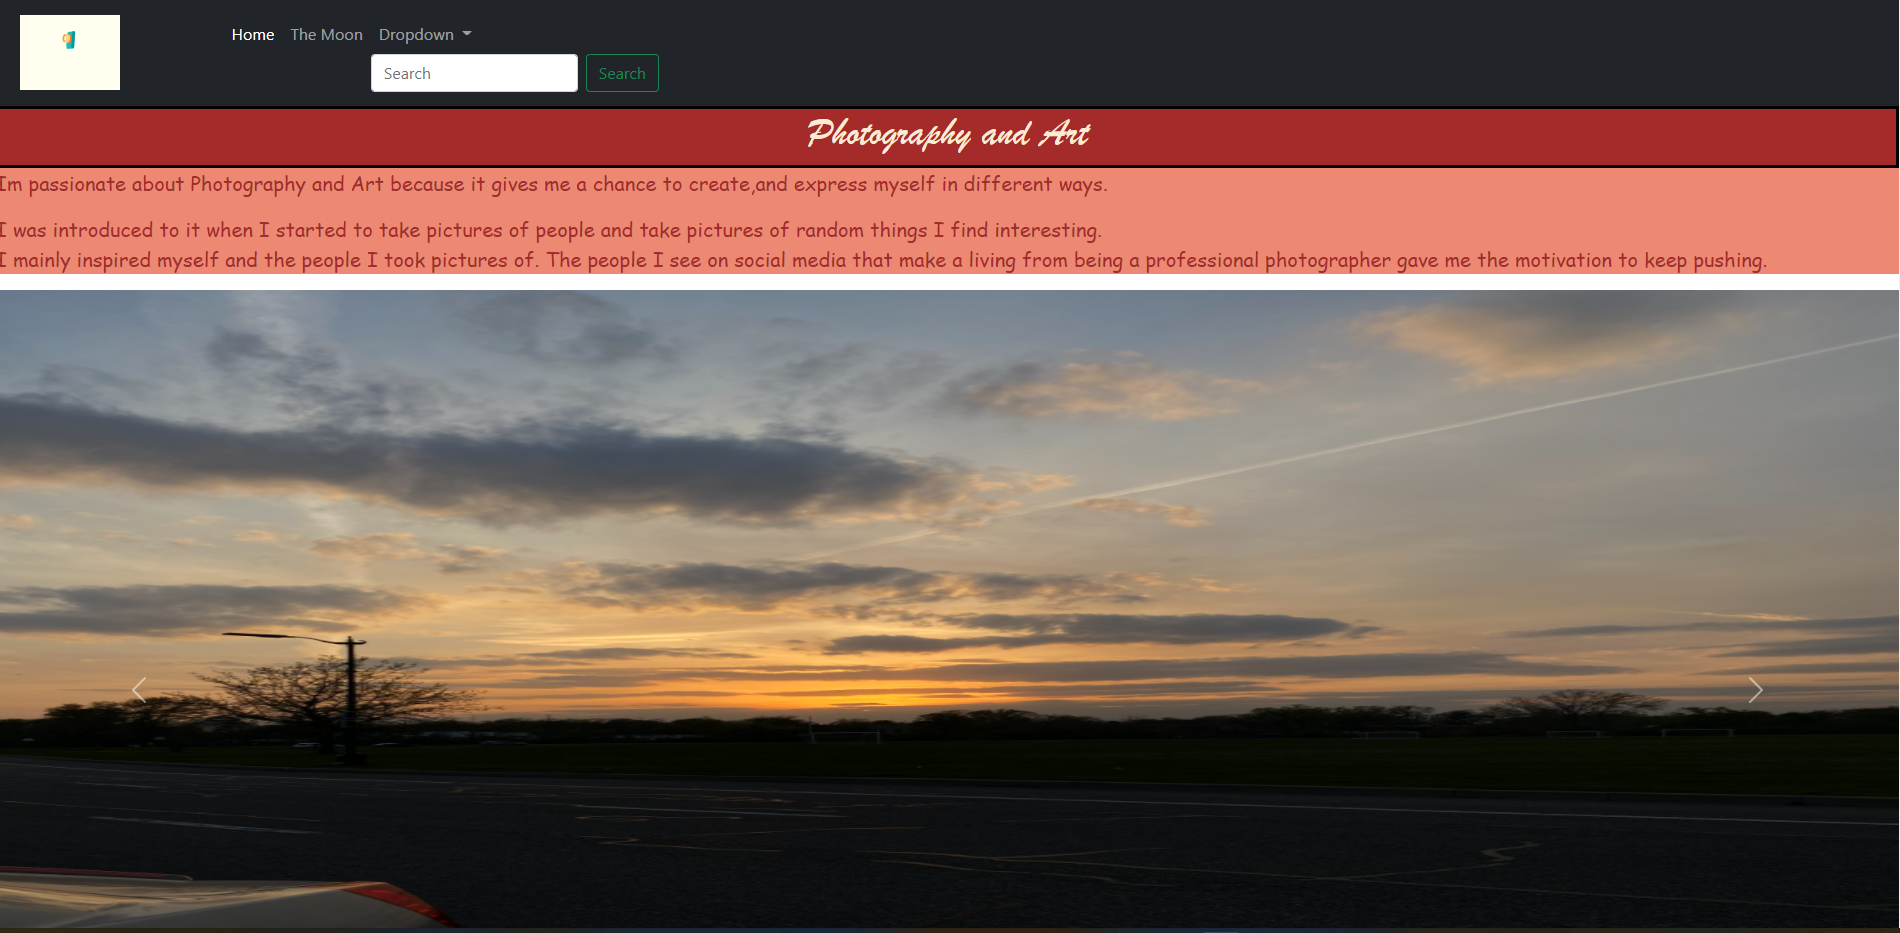 Home The Moon Dropdown
Search Search
Photography and Art
Im passionate about Photography and Art because it gives me a chance to create,and express myself in different ways.
I was introduced to it when I started to take pictures of people and take pictures of random things I find interesting.
I mainly inspired myself and the people I took pictures of. The people I see on social media that make a living from being a professional photographer gave me the motivation to keep pushing.